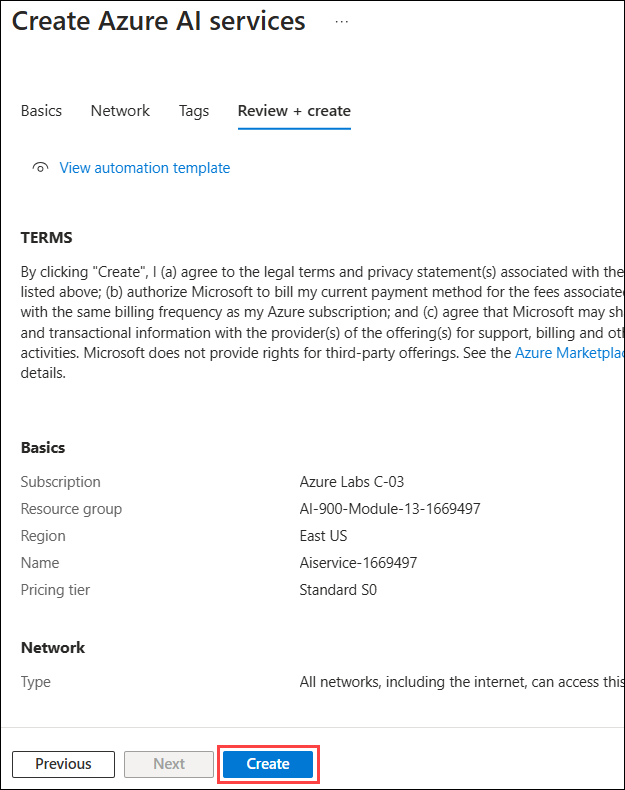 Create Azure AI services ...
Basics Network Tags Review + create
View automation template
TERMS
By clicking "Create", I (a) agree to the legal terms and privacy statement(s) associated with the
listed above; (b) authorize Microsoft to bill my current payment method for the fees associate
with the same billing frequency as my Azure subscription; and (c) agree that Microsoft may sh
and transactional information with the provider(s) of the offering(s) for support, billing and ot
activities. Microsoft does not provide rights for third-party offerings. See the Azure Marketpla
details.
Basics
Subscription Azure Labs C-03
Resource group AI-900-Module-13-1669497
Region East US
Name Aiservice-1669497
Pricing tier Standard S0
Network
Type All networks, including the internet, can access this
Previous Next Create